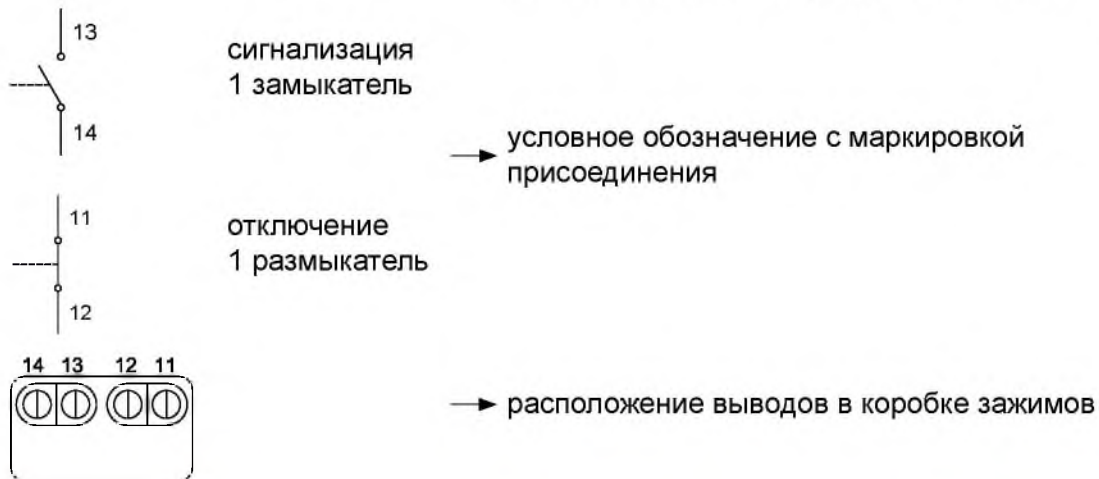 13
сигнализация
1 замыкатель
14
условное обозначение с маркировкой
присоединения
11
отключение
1 размыкатель
12
14 13 12 11
расположение выводов в коробке зажимов